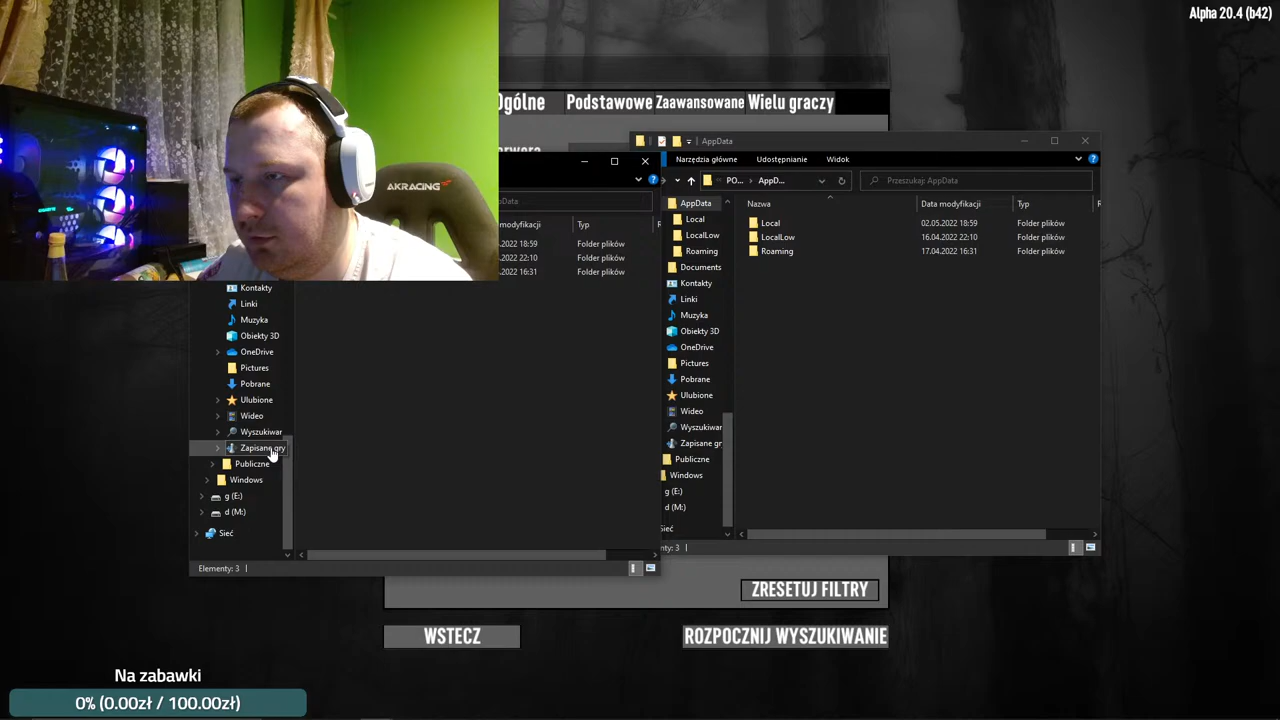 Alpha 20.4 (b42)
Ogólne Podstawowe Zaawansowane Wielu graczy
AKRACING
AppData
Narzędzia główne Udostępnianie Widok
PO... AppD... Przeszukaj: AppData
AppData Nazwa Data modyfikacji Typ
Local Local 02.05.2022 18:59 Folder plików
LocalLow LocalLow 16.04.2022 22:10 Folder plików
Roaming Roaming 17.04.2022 16:31 Folder plików
Documents
Kontakty
Linki
Muzyka
Obiekty 3D
OneDrive
Pictures
Pobrane
Ulubione
Wideo
Wyszukiwar
Zapisane gr
Publiczne
Windows
g (E:)
d (M:)
Typ
18:59 Folder plików
.2022 22:10 Folder plików
.2022 16:31 Folder plików
Kontakty
Linki
Muzyka
Obiekty 3D
OneDrive
Pictures
Pobrane
Ulubione
Wideo
Wyszukiwar
Zapisane gry
Publiczne
Windows
g (E:)
d (M:)
Sieć
Elementy: 3
ZRESETUJ FILTRY
WSTECZ ROZPOCZNIJ WYSZUKIWANIE
Na zabawki
0% (0.00zł / 100.00zł)